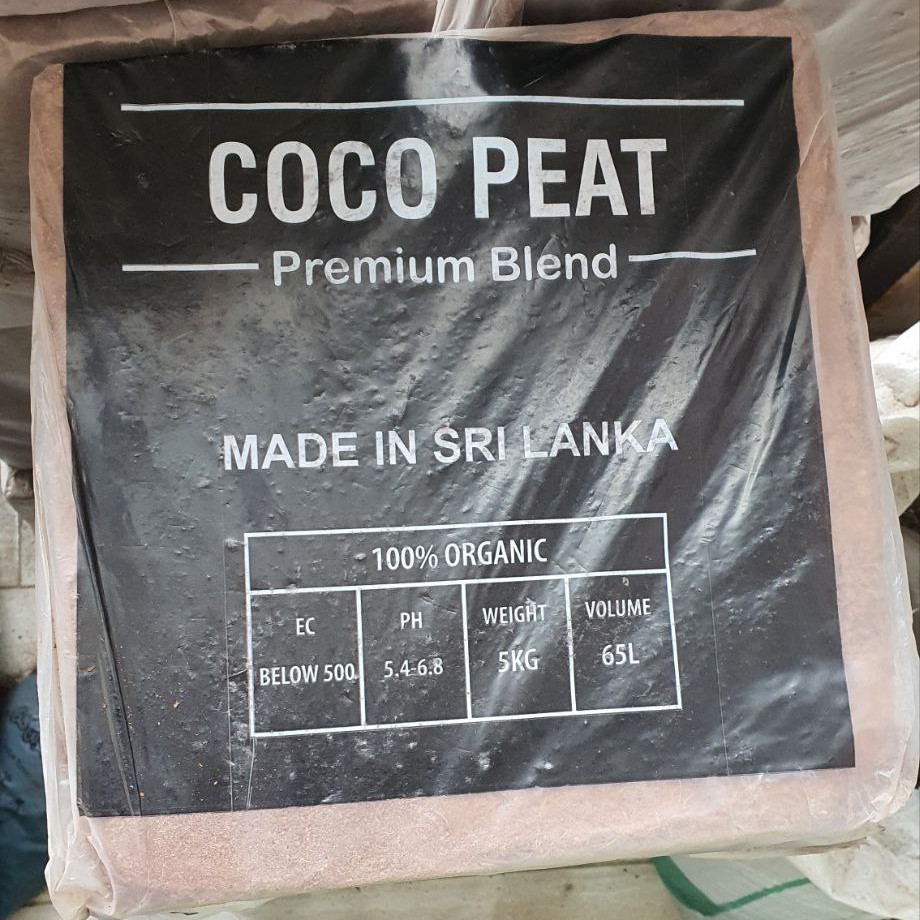 COCO PEAT
Premium Blend
MADE IN SRI LANKA
100% ORGANIC
EC PH WEIGHT VOLUME
BELOW 500 5.4-6.8 5KG 65L